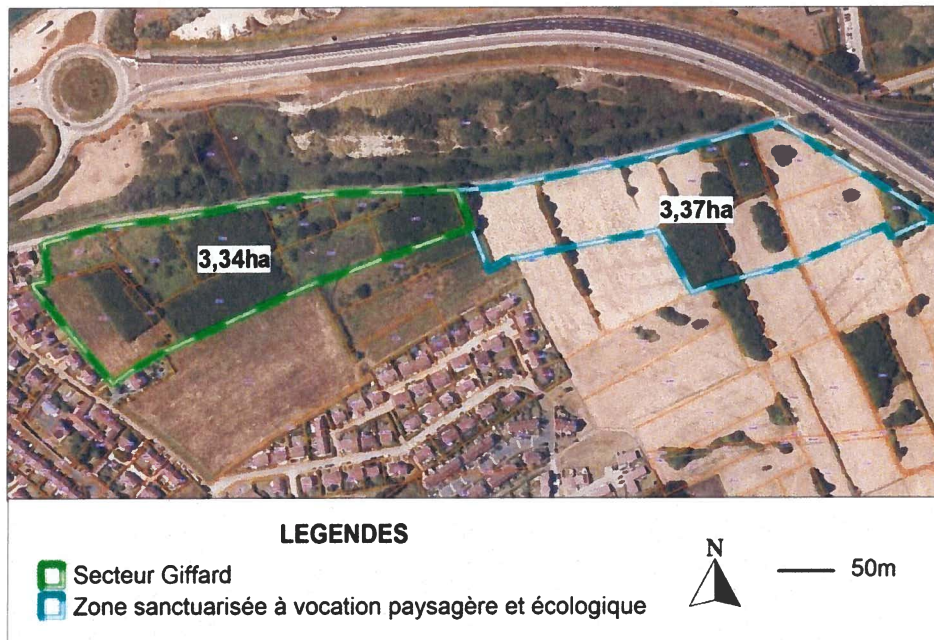 3,34ha
3,37ha
LEGENDES
Secteur Giffard
Zone sanctuarisée à vocation paysagère et écologique
N
50m